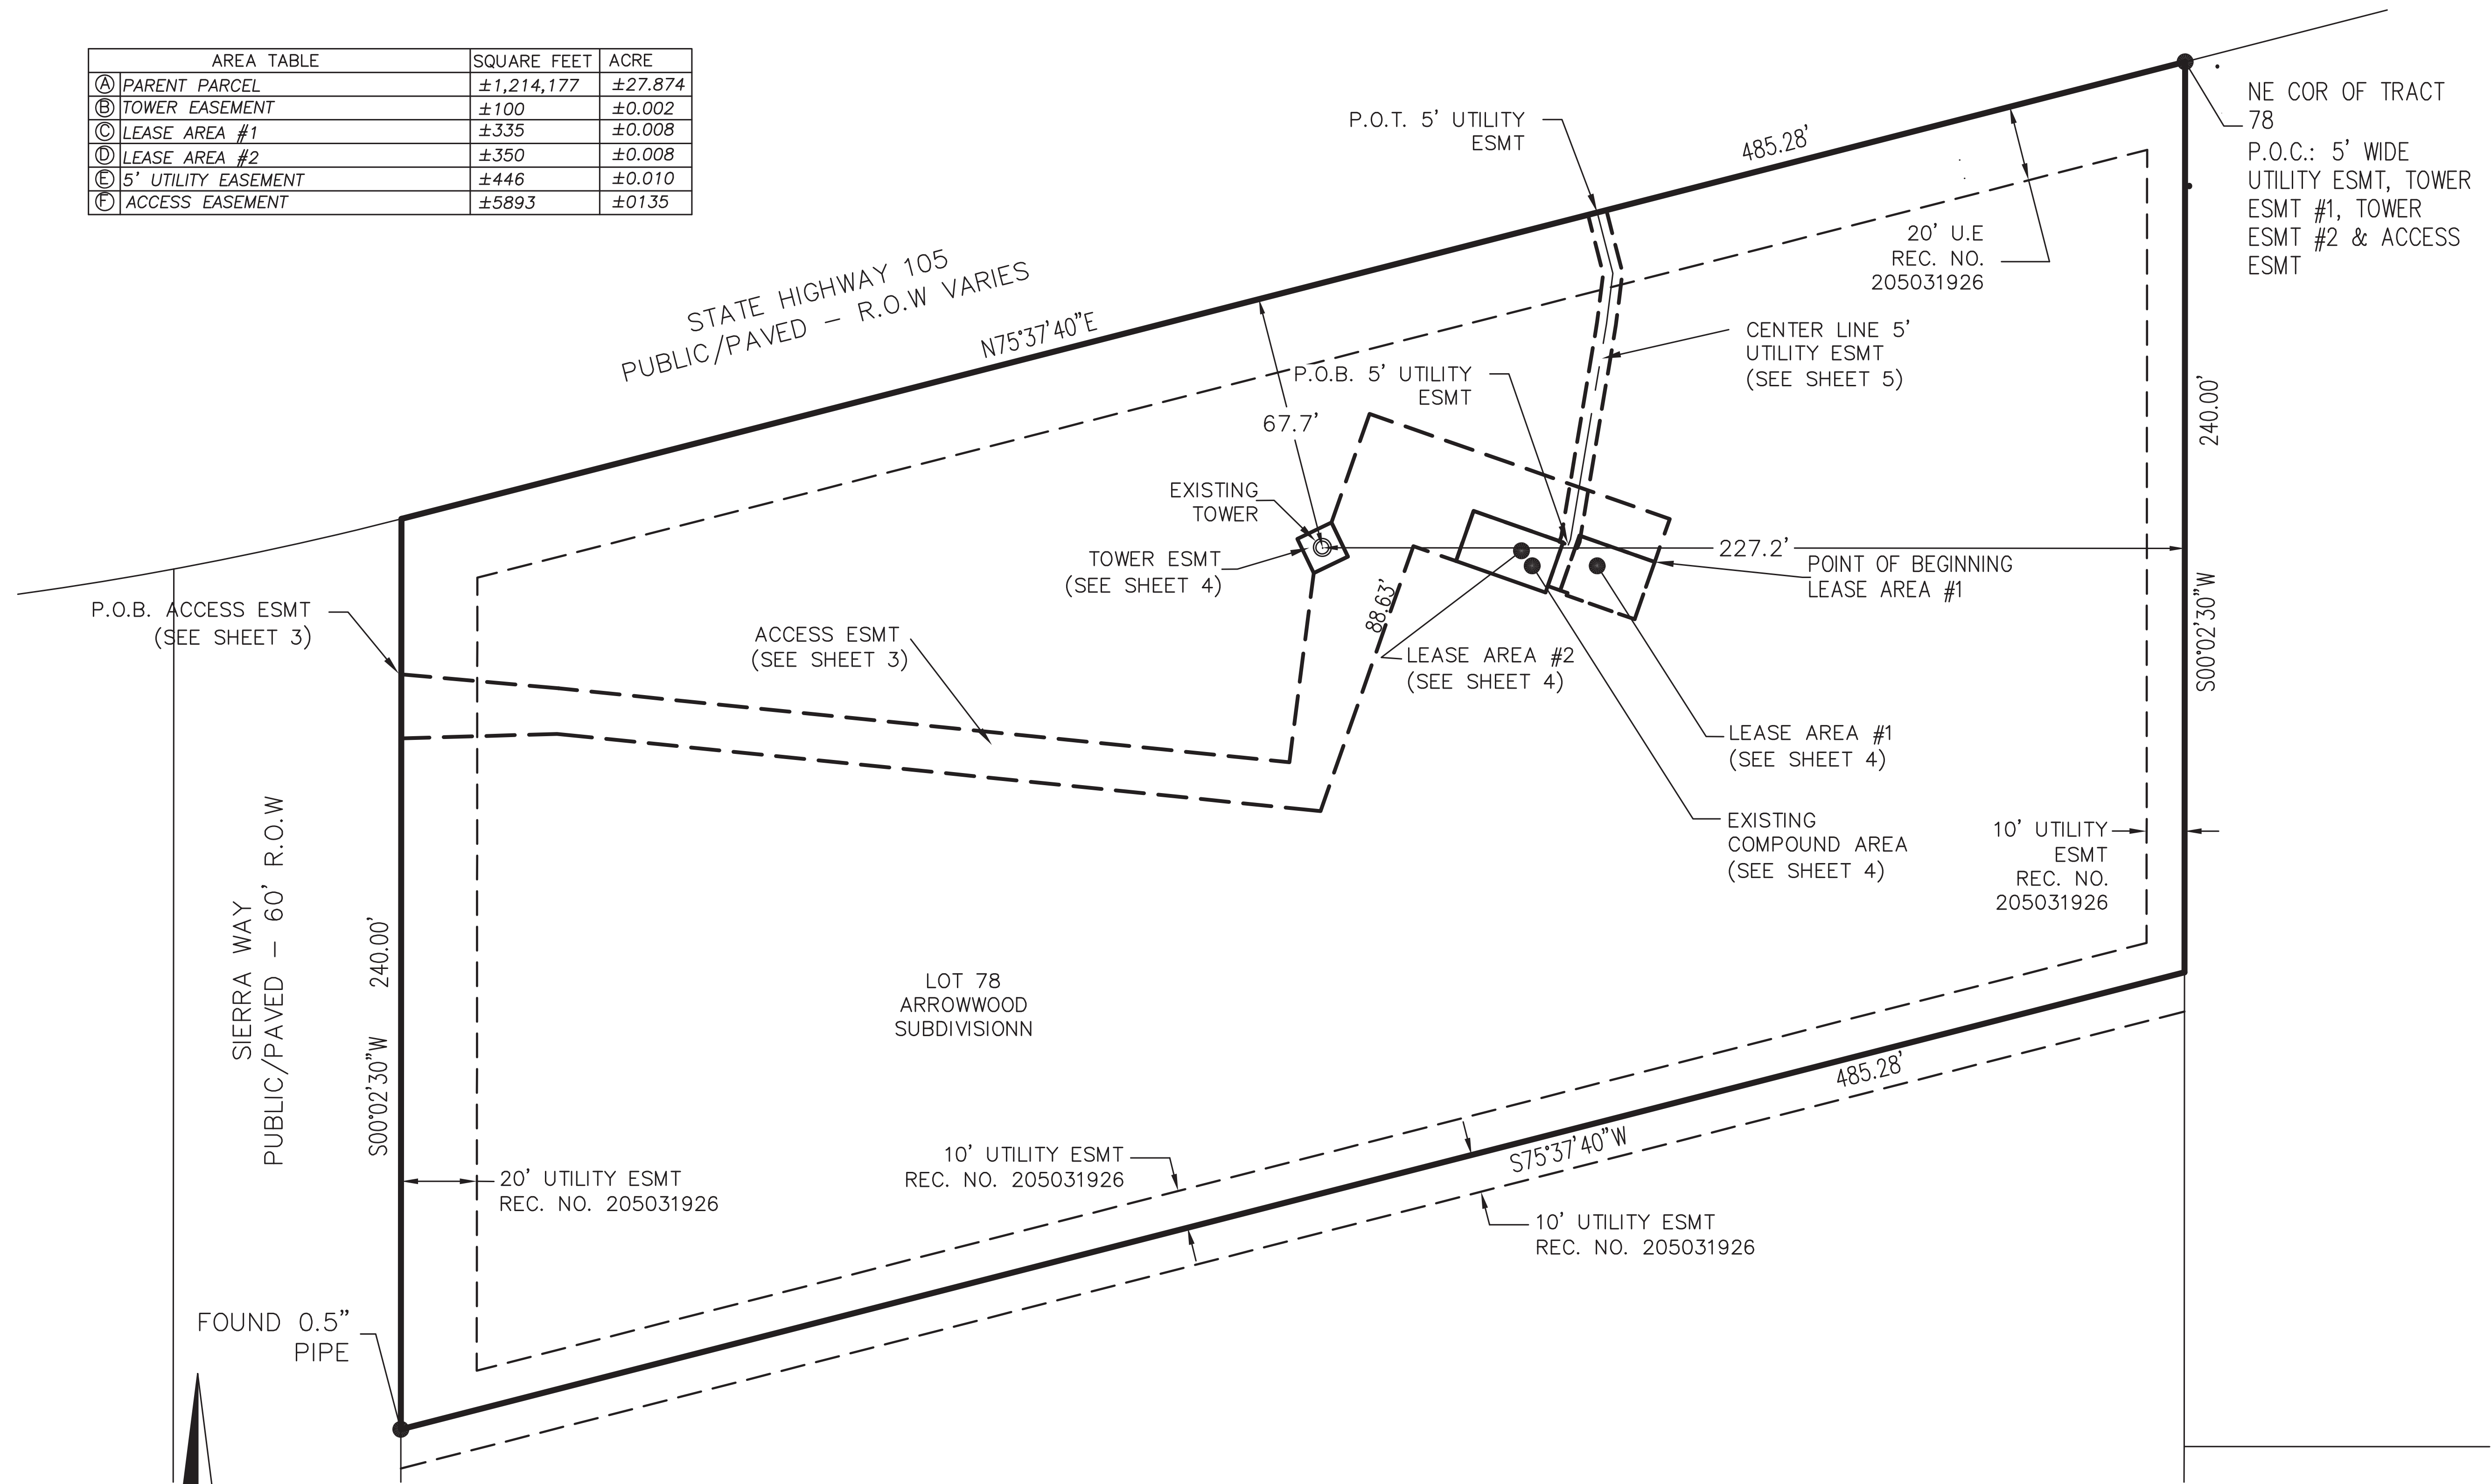 AREA TABLE SQUARE FEET ACRE
Ⓐ PARENT PARCEL ±1,214,177 ±27.874
Ⓑ TOWER EASEMENT ±100 ±0.002
Ⓒ LEASE AREA #1 ±335 ±0.008
Ⓓ LEASE AREA #2 ±350 ±0.008
Ⓔ 5' UTILITY EASEMENT ±446 ±0.010
Ⓕ ACCESS EASEMENT ±5893 ±0135
STATE HIGHWAY 105
PUBLIC/PAVED - R.O.W VARIES
N75°37'40"E
485.28'
P.O.T. 5' UTILITY
ESMT
NE COR OF TRACT
78
P.O.C.: 5' WIDE
UTILITY ESMT, TOWER
ESMT #1, TOWER
ESMT #2 & ACCESS
ESMT
20' U.E
REC. NO.
205031926
CENTER LINE 5'
UTILITY ESMT
(SEE SHEET 5)
P.O.B. 5' UTILITY
ESMT
67.7'
240.00'
S00°02'30"W
EXISTING
TOWER
TOWER ESMT
(SEE SHEET 4)
227.2'
POINT OF BEGINNING
LEASE AREA #1
88.63'
P.O.B. ACCESS ESMT
(SEE SHEET 3)
ACCESS ESMT
(SEE SHEET 3)
LEASE AREA #2
(SEE SHEET 4)
LEASE AREA #1
(SEE SHEET 4)
EXISTING
COMPOUND AREA
(SEE SHEET 4)
10' UTILITY
ESMT
REC. NO.
205031926
SIERRA WAY
PUBLIC/PAVED - 60' R.O.W
240.00'
S00°02'30"W
LOT 78
ARROWWOOD
SUBDIVISIONN
20' UTILITY ESMT
REC. NO. 205031926
10' UTILITY ESMT
REC. NO. 205031926
485.28'
S75°37'40"W
10' UTILITY ESMT
REC. NO. 205031926
FOUND 0.5"
PIPE